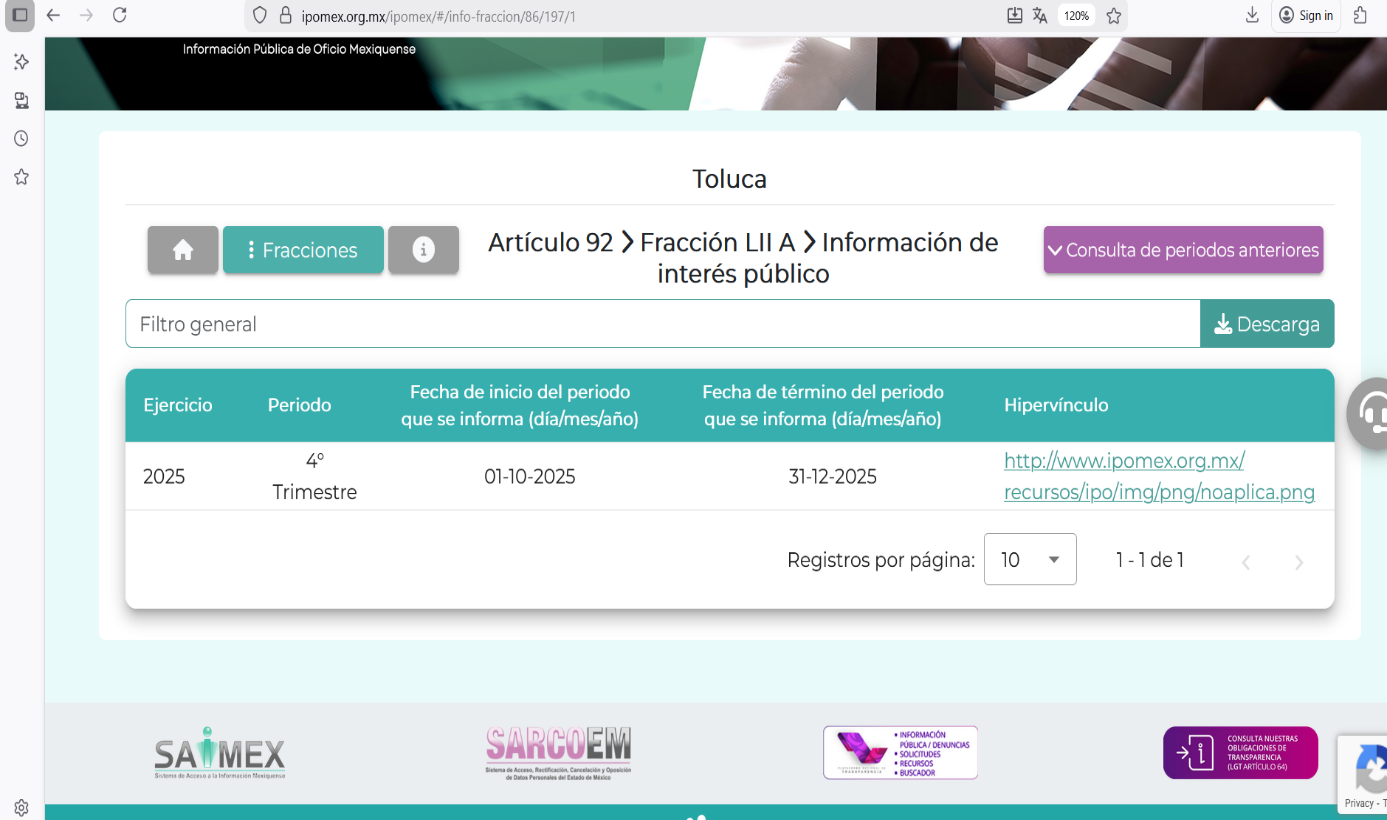 ipomex.org.mx/ipomex/#/info-fraccion/86/197/1
120%
Sign in
Información Pública de Oficio Mexiquense
Toluca
Fracciones
Artículo 92 > Fracción LII A > Información de
interés público
Consulta de periodos anteriores
Filtro general
Descarga
Ejercicio
Periodo
Fecha de inicio del periodo
que se informa (día/mes/año)
Fecha de término del periodo
que se informa (día/mes/año)
Hipervínculo
2025
4º
Trimestre
01-10-2025
31-12-2025
http://www.ipomex.org.mx/
recursos/ipo/img/png/noaplica.png
Registros por página:
10
1 - 1 de 1
SAIMEX
Sistema de Acceso a la Información Mexiquense
SARCOEM
Sistema de Acceso, Rectificación, Cancelación y Oposición
de Datos Personales del Estado de México
• INFORMACIÓN
PÚBLICA / DENUNCIAS
• SOLICITUDES
• RECURSOS
• BUSCADOR
CONSULTA NUESTRAS
OBLIGACIONES DE
TRANSPARENCIA
(LGT ARTÍCULO 64)
Privacy - T